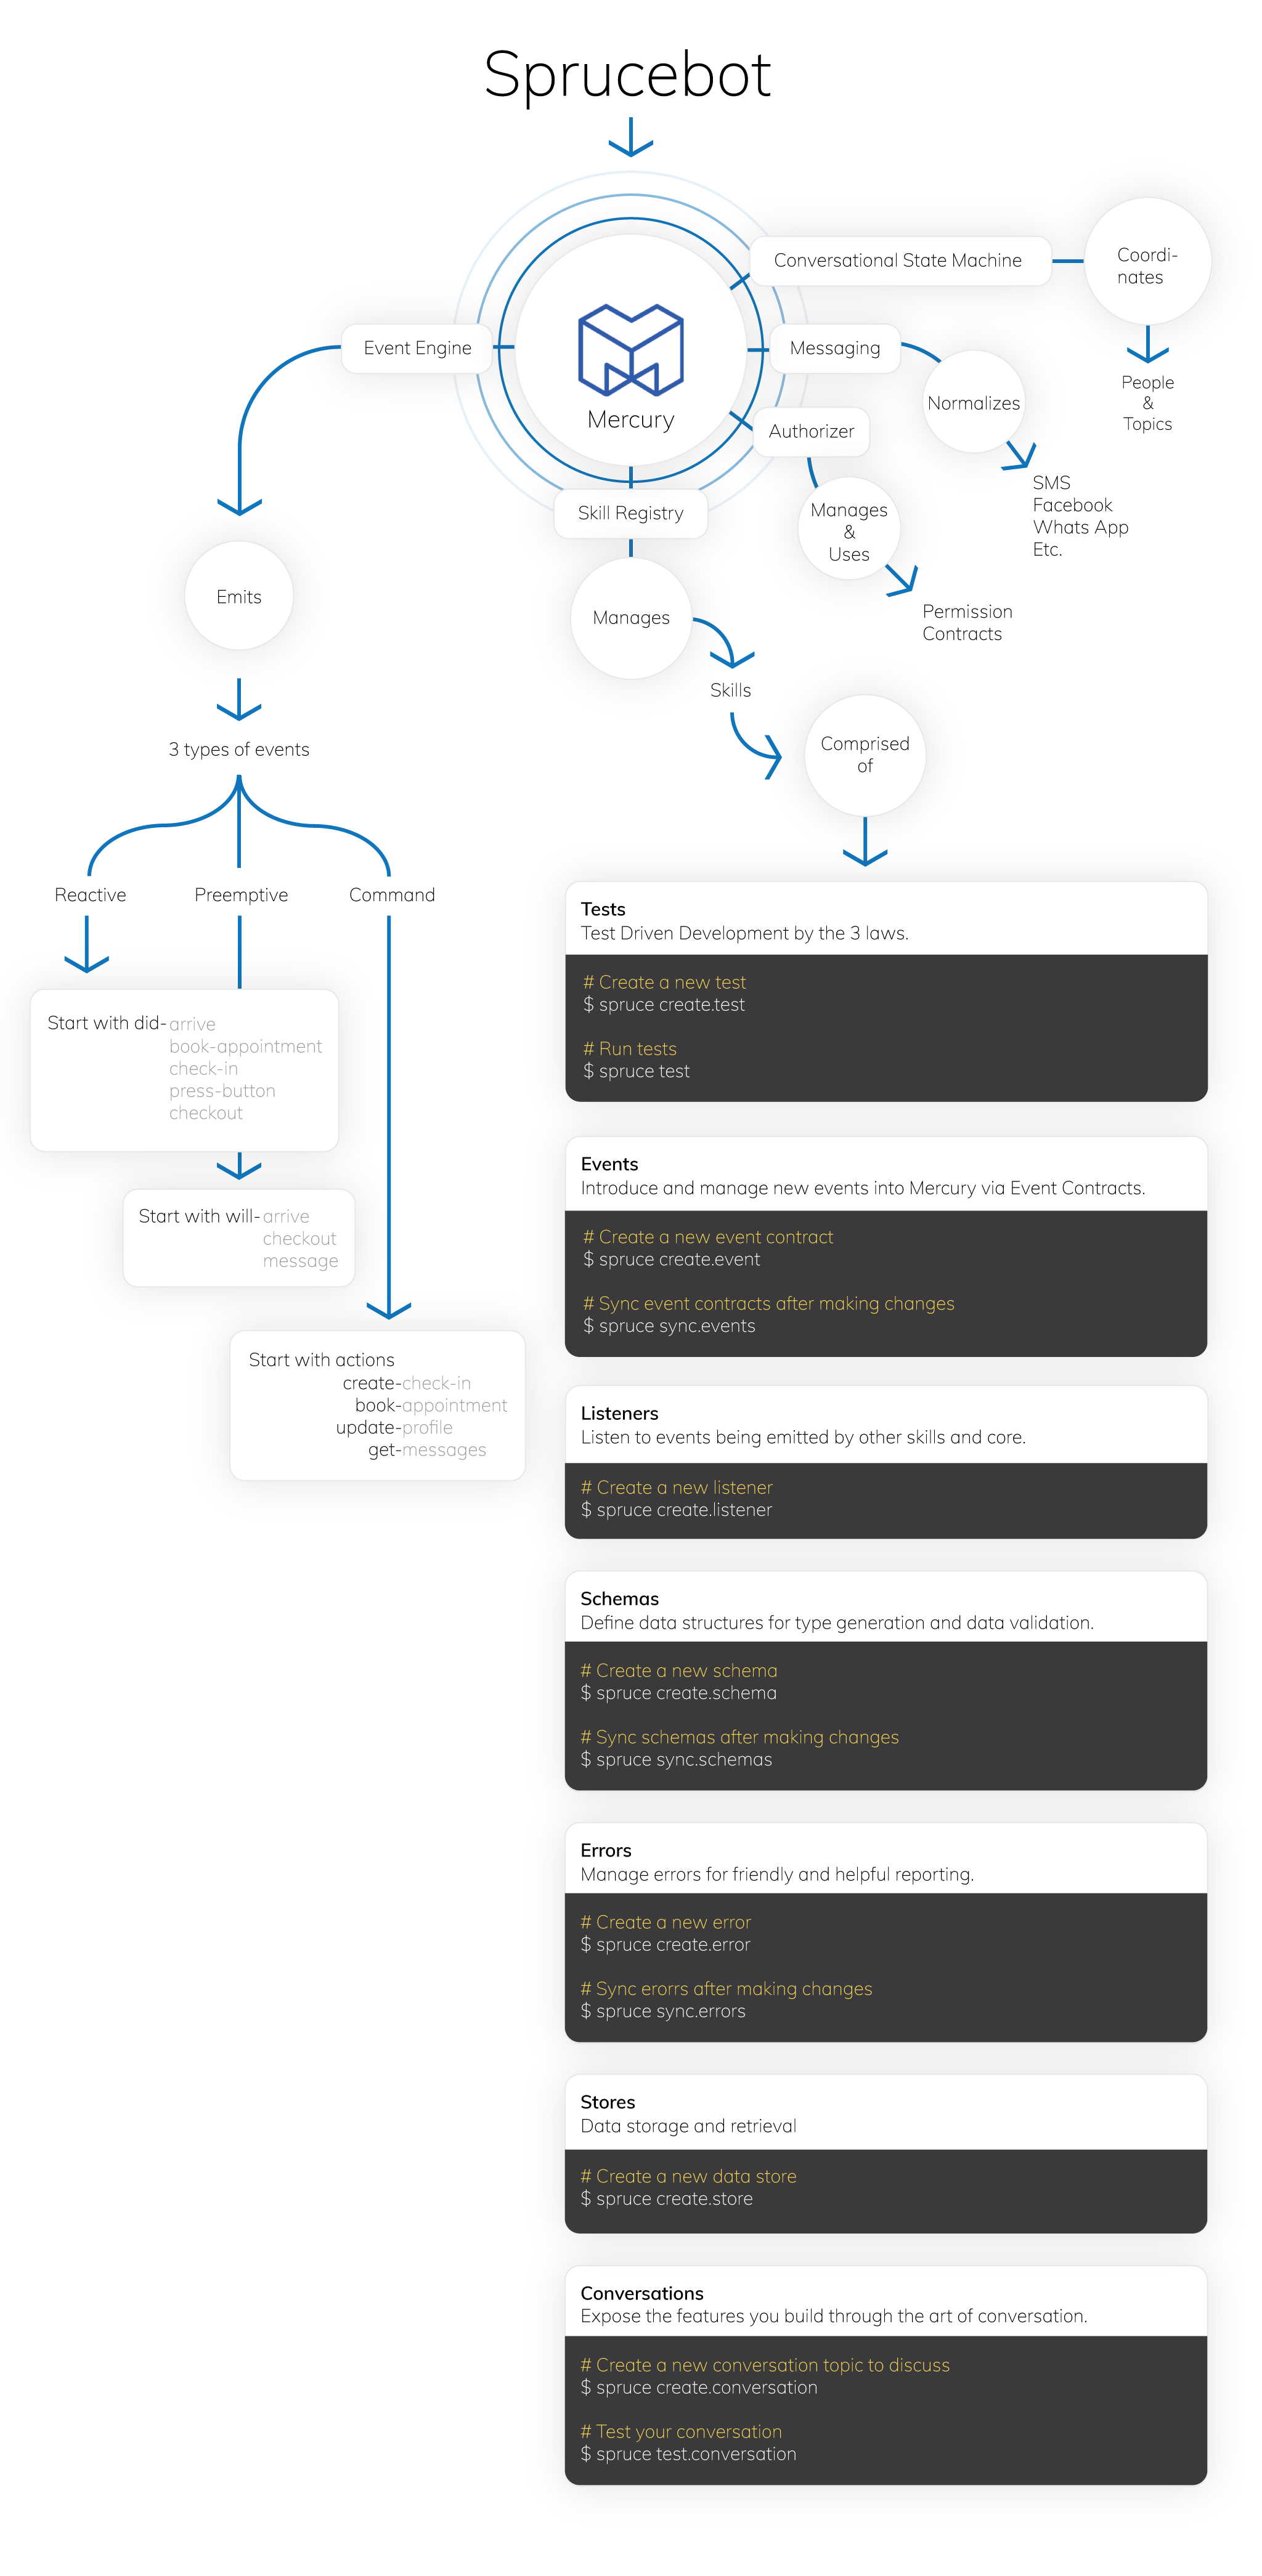 Sprucebot
Mercury
Conversational State Machine
Coordi-
nates
People
&
Topics
Messaging
Normalizes
SMS
Facebook
Whats App
Etc.
Authorizer
Manages
&
Uses
Permission
Contracts
Event Engine
Emits
3 types of events
Reactive
Preemptive
Command
Start with did-arrive
book-appointment
check-in
press-button
checkout
Start with will-arrive
checkout
message
Start with actions
create-check-in
book-appointment
update-profile
get-messages
Skill Registry
Manages
Skills
Comprised
of
Tests
Test Driven Development by the 3 laws.
# Create a new test
$ spruce create.test
# Run tests
$ spruce test
Events
Introduce and manage new events into Mercury via Event Contracts.
# Create a new event contract
$ spruce create.event
# Sync event contracts after making changes
$ spruce sync.events
Listeners
Listen to events being emitted by other skills and core.
# Create a new listener
$ spruce create.listener
Schemas
Define data structures for type generation and data validation.
# Create a new schema
$ spruce create.schema
# Sync schemas after making changes
$ spruce sync.schemas
Errors
Manage errors for friendly and helpful reporting.
# Create a new error
$ spruce create.error
# Sync erorrs after making changes
$ spruce sync.errors
Stores
Data storage and retrieval
# Create a new data store
$ spruce create.store
Conversations
Expose the features you build through the art of conversation.
# Create a new conversation topic to discuss
$ spruce create.conversation
# Test your conversation
$ spruce test.conversation